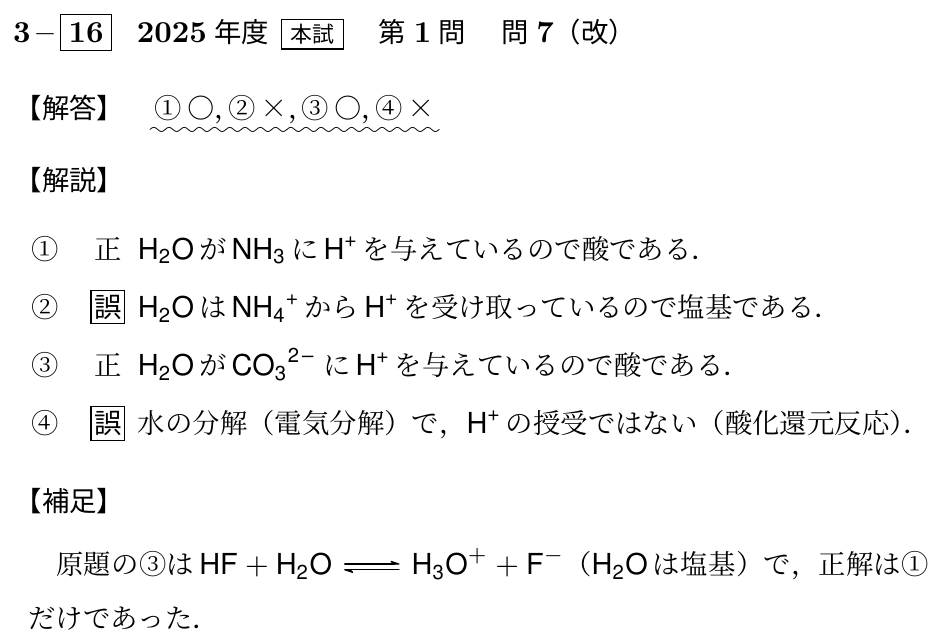 3-16 2025年度 本試 第1問 問7（改）
【解答】 ①○,②×,③○,④×
【解説】
① 正 H₂OがNH₃にH⁺を与えているので酸である．
② 誤 H₂OはNH₄⁺からH⁺を受け取っているので塩基である．
③ 正 H₂OがCO₃²⁻にH⁺を与えているので酸である．
④ 誤 水の分解（電気分解）で，H⁺の授受ではない（酸化還元反応）．
【補足】
原題の③はHF + H₂O ⇌ H₃O⁺ + F⁻（H₂Oは塩基）で，正解は①
だけであった．